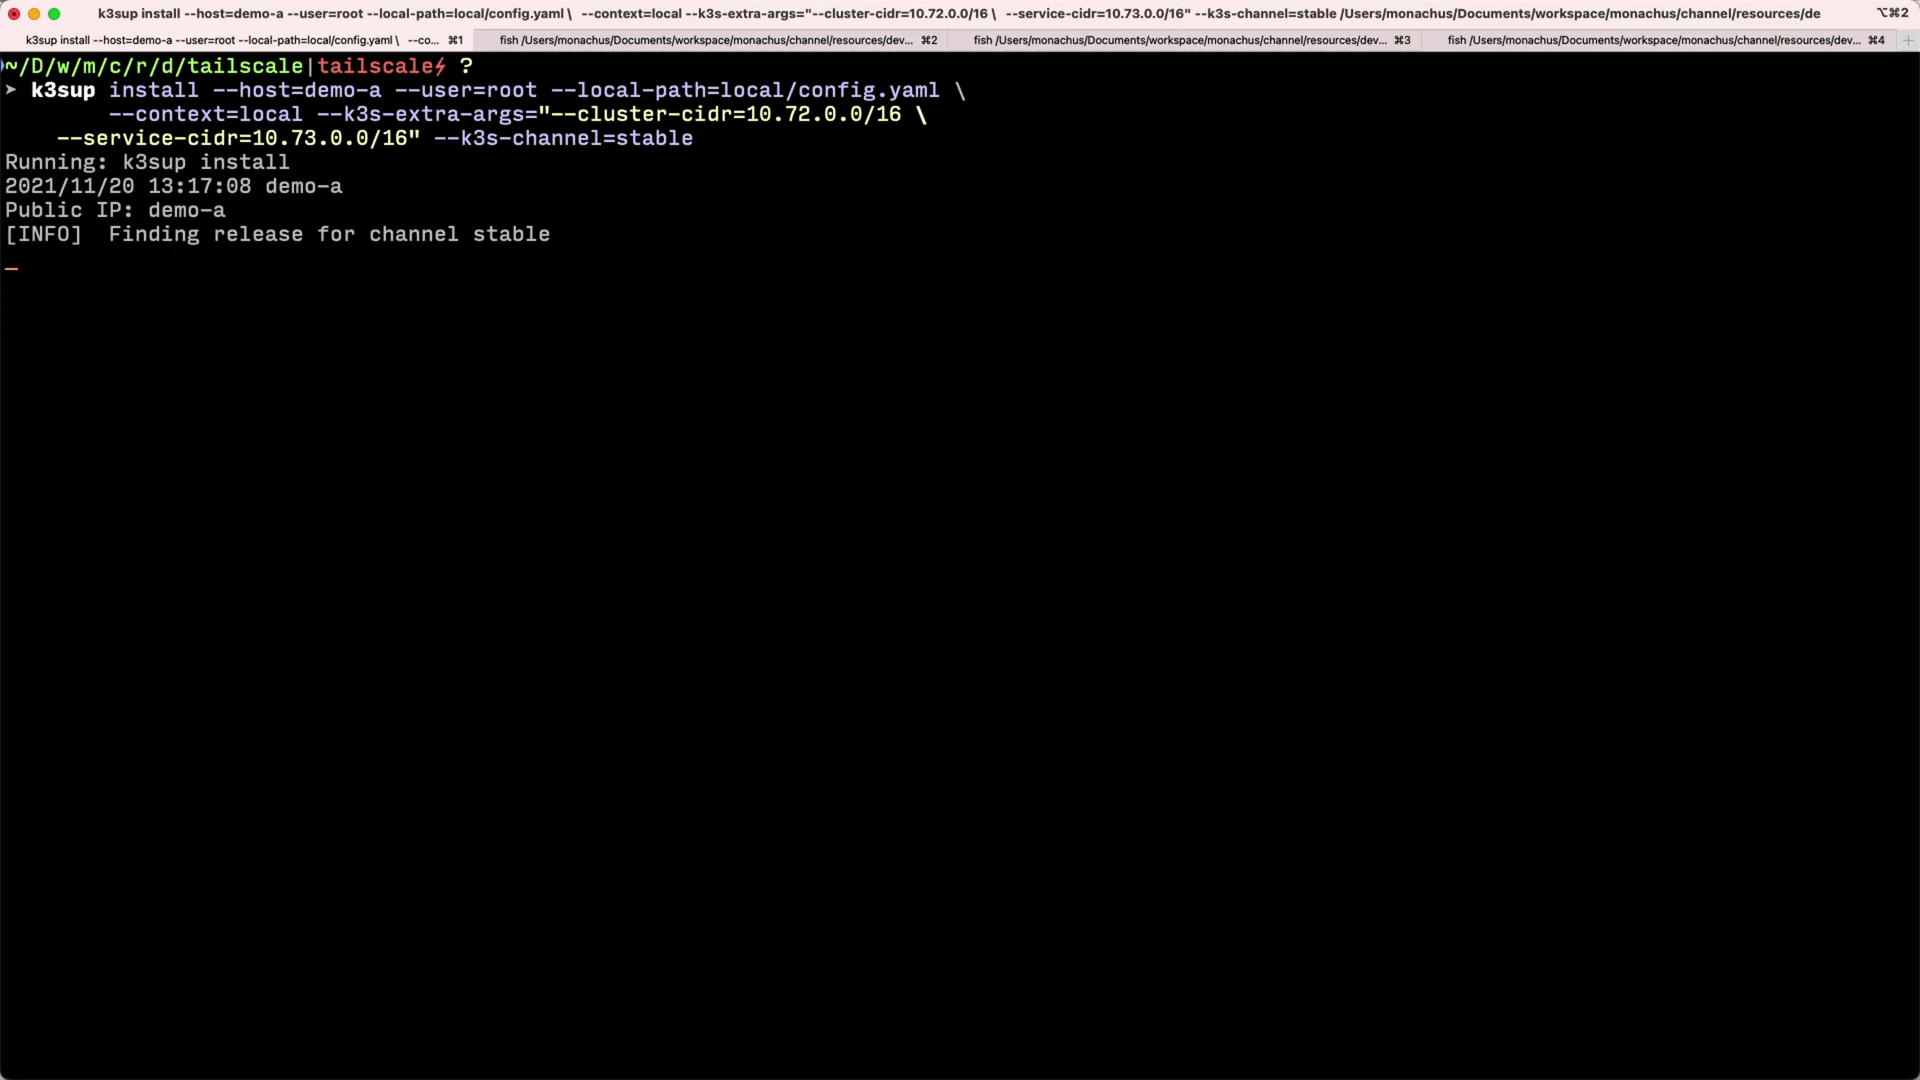 k3sup install --host=demo-a --user=root --local-path=local/config.yaml \ --context=local --k3s-extra-args="--cluster-cidr=10.72.0.0/16 \ --service-cidr=10.73.0.0/16" --k3s-channel=stable /Users/monachus/Documents/workspace/monachus/channel/resources/de ⌥⌘2
k3sup install --host=demo-a --user=root --local-path=local/config.yaml \ --co... ⌘1 fish /Users/monachus/Documents/workspace/monachus/channel/resources/dev... ⌘2 fish /Users/monachus/Documents/workspace/monachus/channel/resources/dev... ⌘3 fish /Users/monachus/Documents/workspace/monachus/channel/resources/dev... ⌘4 +
~/D/w/m/c/r/d/tailscale|tailscale⚡ ?
➤ k3sup install --host=demo-a --user=root --local-path=local/config.yaml \
--context=local --k3s-extra-args="--cluster-cidr=10.72.0.0/16 \
--service-cidr=10.73.0.0/16" --k3s-channel=stable
Running: k3sup install
2021/11/20 13:17:08 demo-a
Public IP: demo-a
[INFO]  Finding release for channel stable